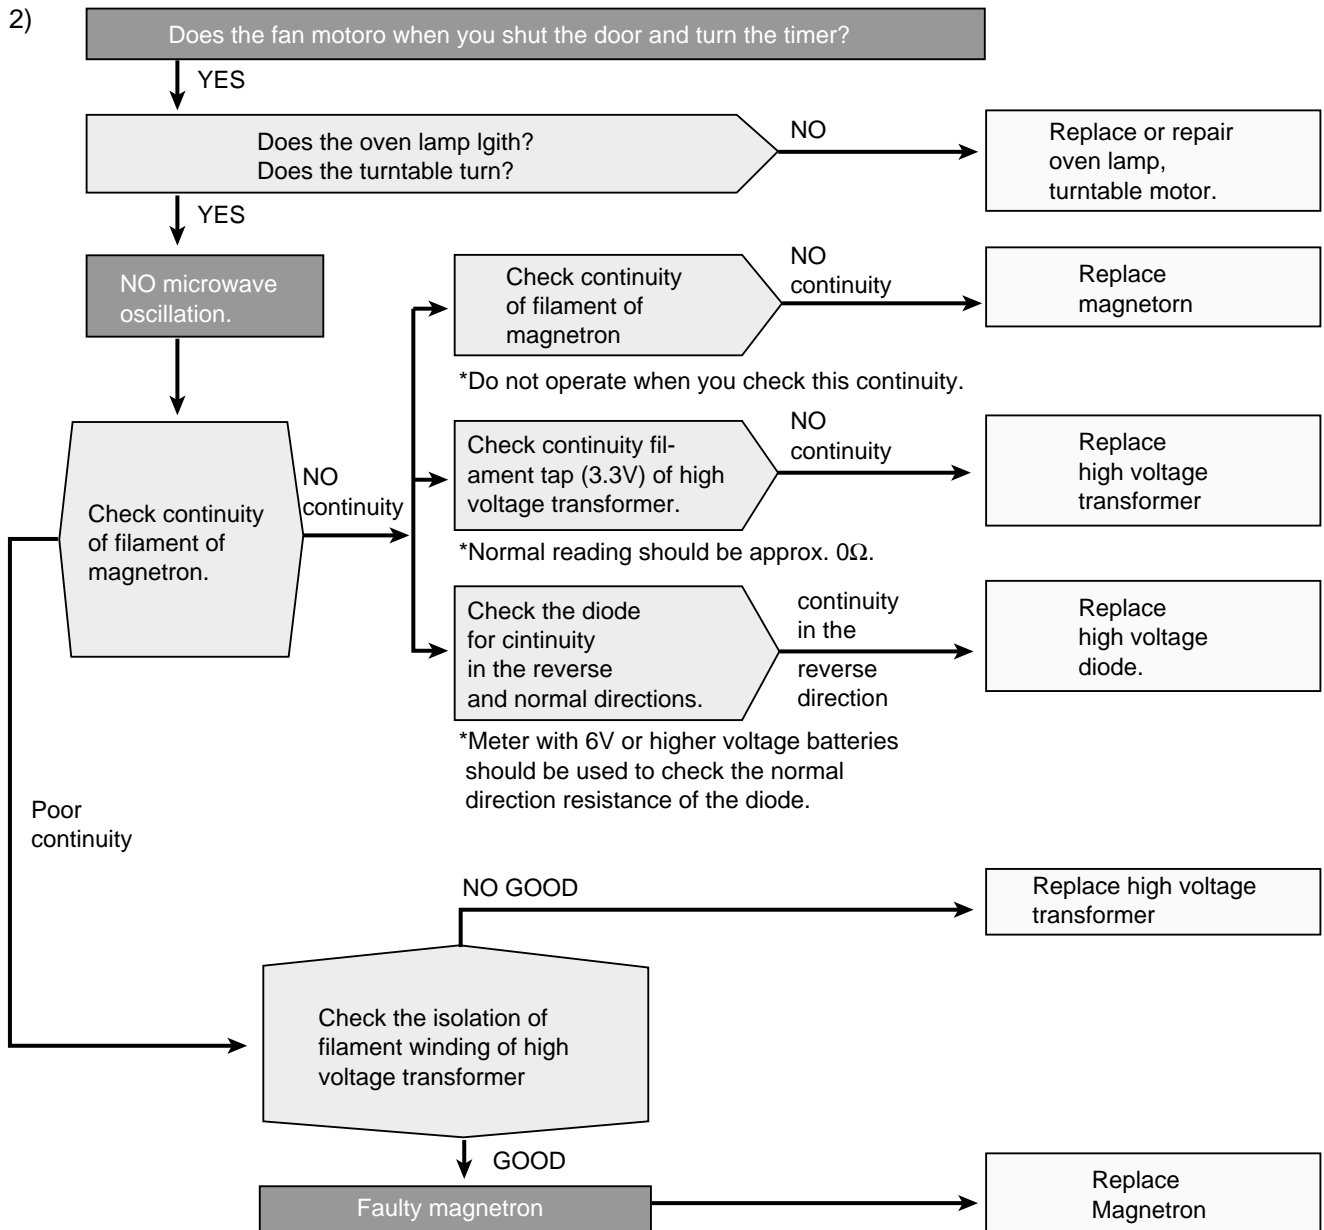 2)
Does the fan motoro when you shut the door and turn the timer?
YES
Does the oven lamp lgith?
Does the turntable turn?
NO
Replace or repair
oven lamp,
turntable motor.
YES
NO microwave
oscillation.
Check continuity
of filament of
magnetron
NO
continuity
Replace
magnetorn
*Do not operate when you check this continuity.
Check continuity
of filament of
magnetron.
NO
continuity
Check continuity fil-
ament tap (3.3V) of high
voltage transformer.
NO
continuity
Replace
high voltage
transformer
*Normal reading should be approx. 0Ω.
Check the diode
for cintinuity
in the reverse
and normal directions.
continuity
in the
reverse
direction
Replace
high voltage
diode.
*Meter with 6V or higher voltage batteries
should be used to check the normal
direction resistance of the diode.
Poor
continuity
NO GOOD
Replace high voltage
transformer
Check the isolation of
filament winding of high
voltage transformer
GOOD
Faulty magnetron
Replace
Magnetron